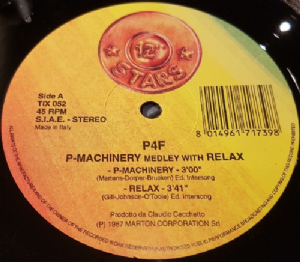 12"
STARS
Side A
TIX 052
45 RPM
S.I.A.E. - STEREO
Made in Italy
8 014961 717398
P4F
P-MACHINERY MEDLEY WITH RELAX
- P-MACHINERY - 3'00"
(Mertens-Dorper-Brucken) Ed. Intersong
- RELAX - 3'41"
(Gill-Johnson-O'Toole) Ed. Intersong
Prodotto da Claudio Cecchetto
(P) 1987 MARTON CORPORATION Srl